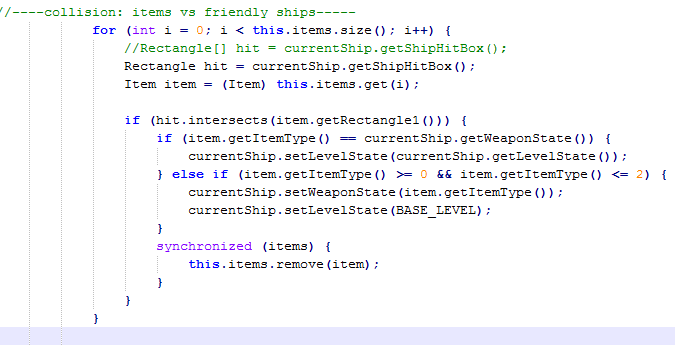 //----collision: items vs friendly ships-----
for (int i = 0; i < this.items.size(); i++) {
//Rectangle[] hit = currentShip.getShipHitBox();
Rectangle hit = currentShip.getShipHitBox();
Item item = (Item) this.items.get(i);
if (hit.intersects(item.getRectangle1())) {
if (item.getItemType() == currentShip.getWeaponState()) {
currentShip.setLevelState(currentShip.getLevelState());
} else if (item.getItemType() >= 0 && item.getItemType() <= 2) {
currentShip.setWeaponState(item.getItemType());
currentShip.setLevelState(BASE_LEVEL);
}
synchronized (items) {
this.items.remove(item);
}
}
}